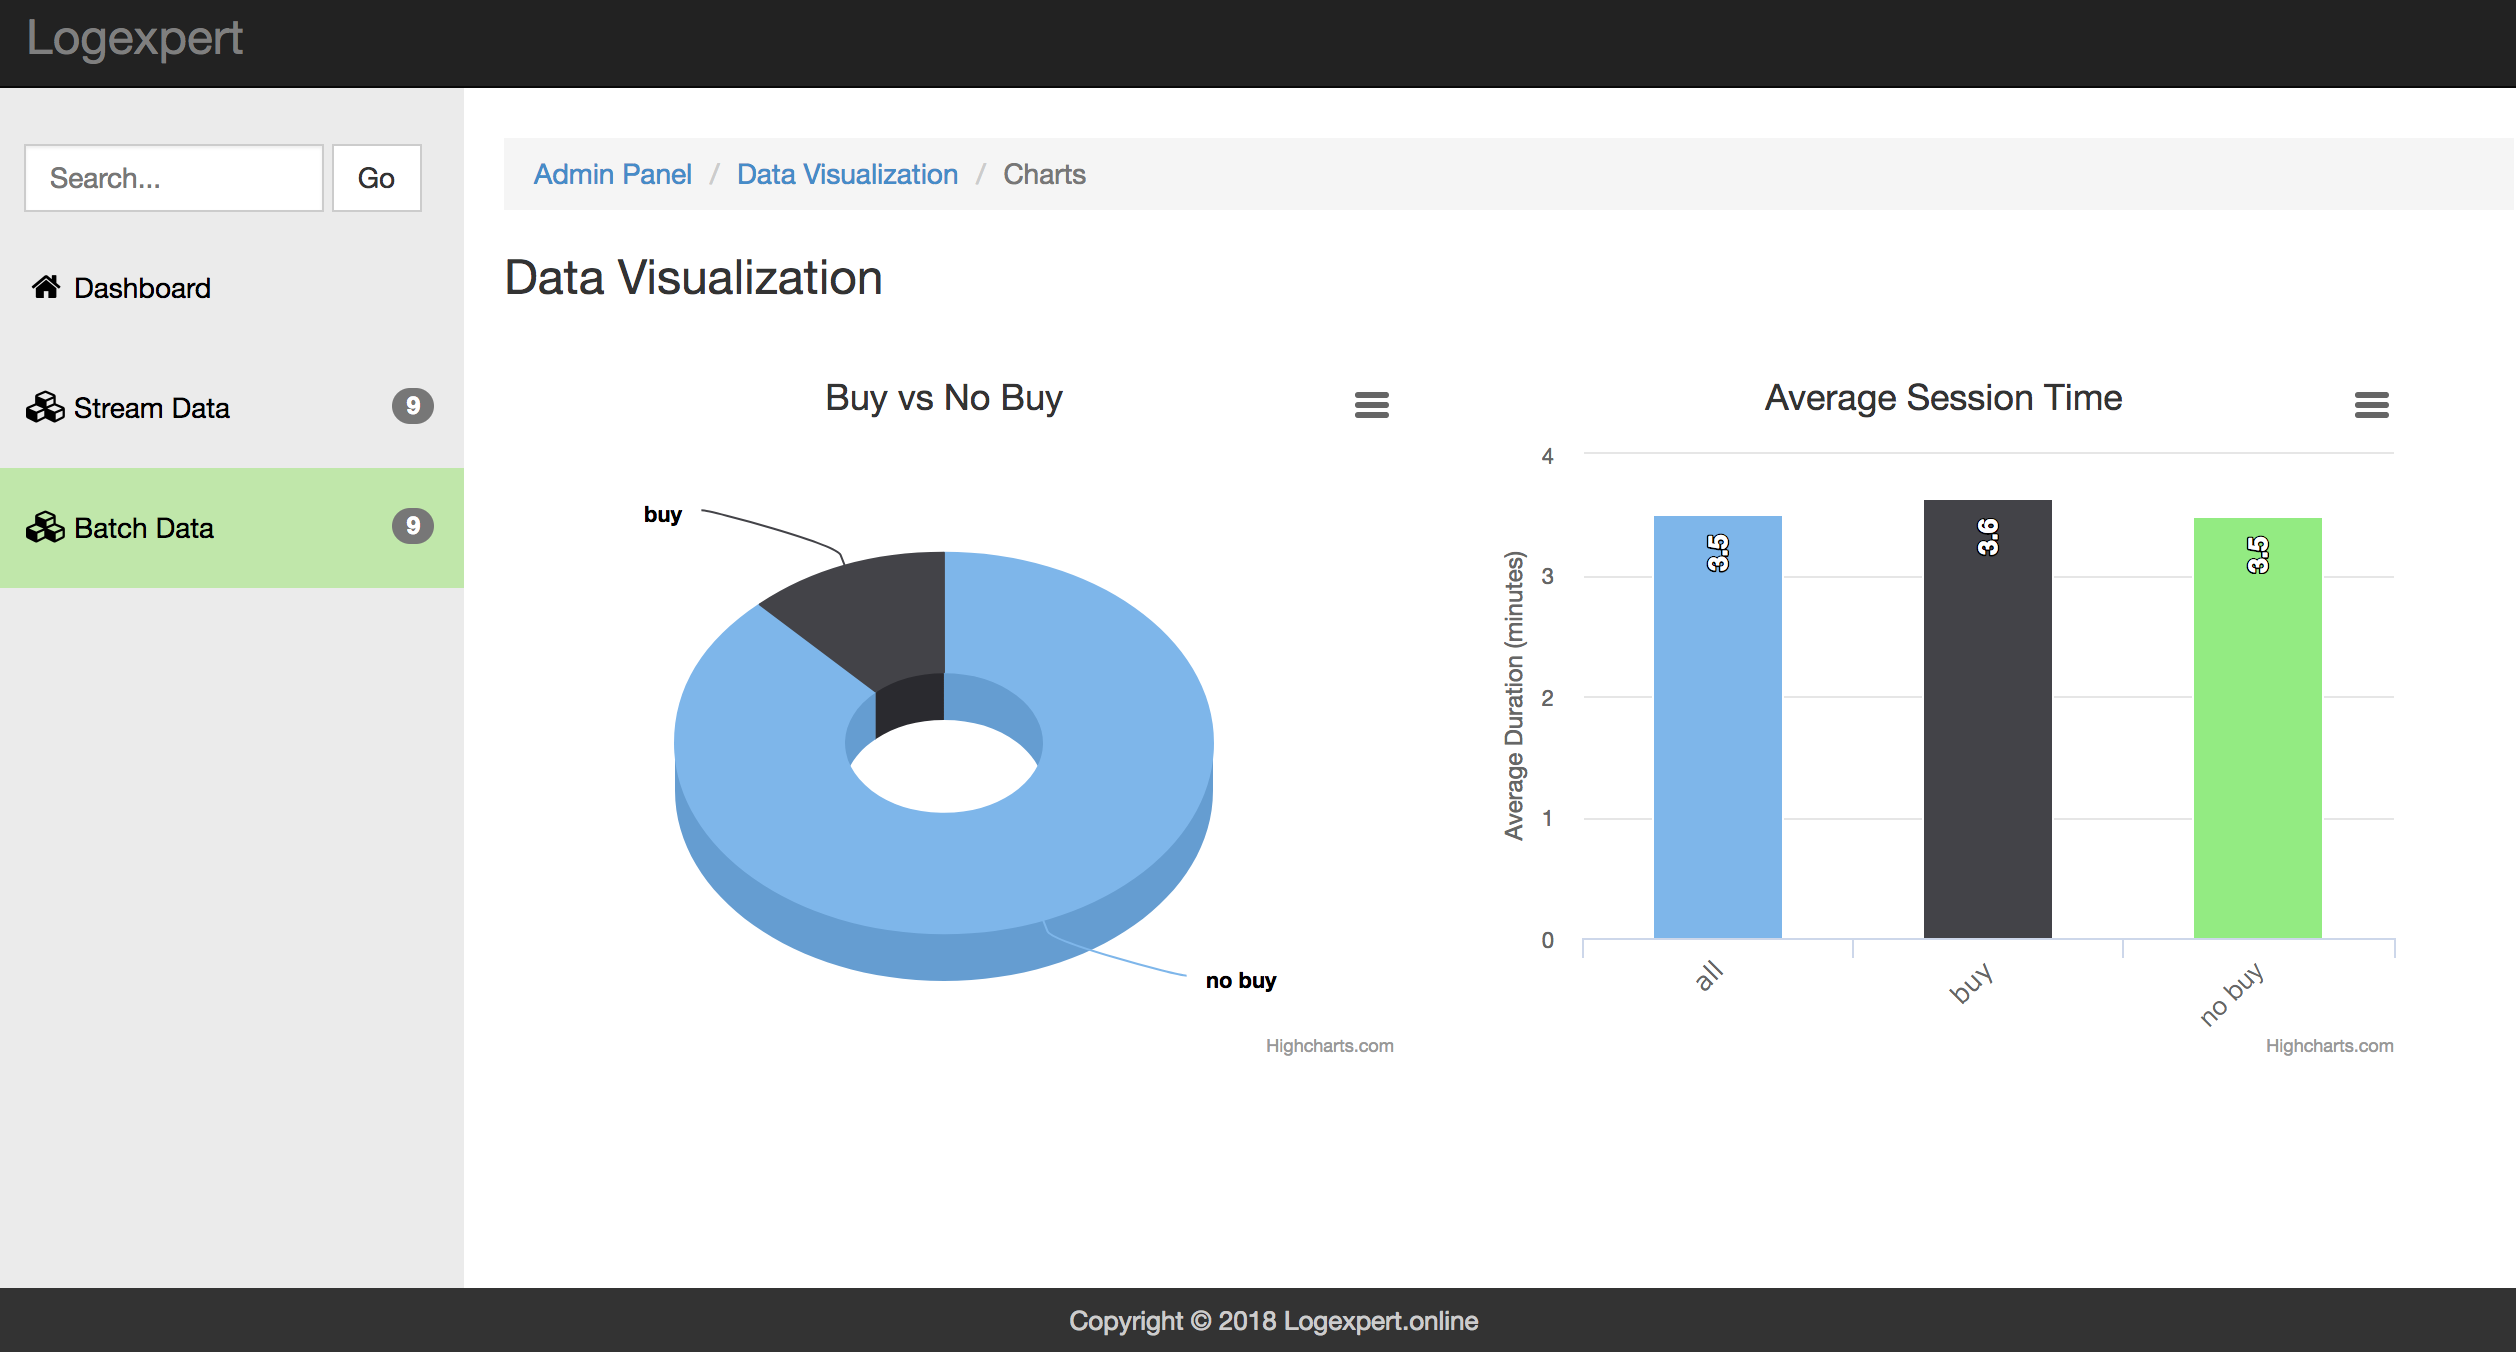 Logexpert
Search...
Go
Dashboard
Stream Data 9
Batch Data 9
Admin Panel / Data Visualization / Charts
Data Visualization
Buy vs No Buy
buy
no buy
Highcharts.com
Average Session Time
Average Duration (minutes)
4
3
2
1
0
3.5
3.6
3.5
all
buy
no buy
Highcharts.com
Copyright © 2018 Logexpert.online